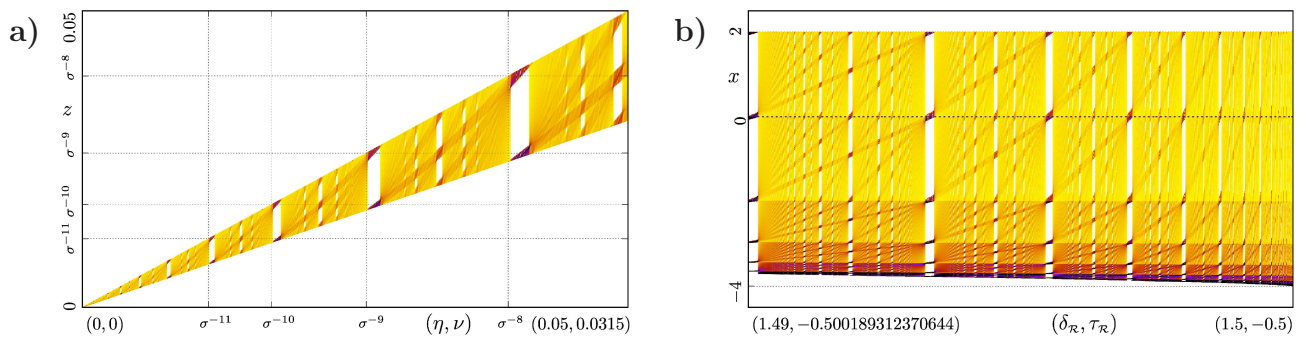 a)
0.05
σ⁻⁸
z
σ⁻⁹
σ⁻¹⁰
σ⁻¹¹
0
(0, 0)
σ⁻¹¹
σ⁻¹⁰
σ⁻⁹
(η, ν)
σ⁻⁸
(0.05, 0.0315)
b)
2
x
0
−4
(1.49, −0.500189312370644)
(δ_R, τ_R)
(1.5, −0.5)